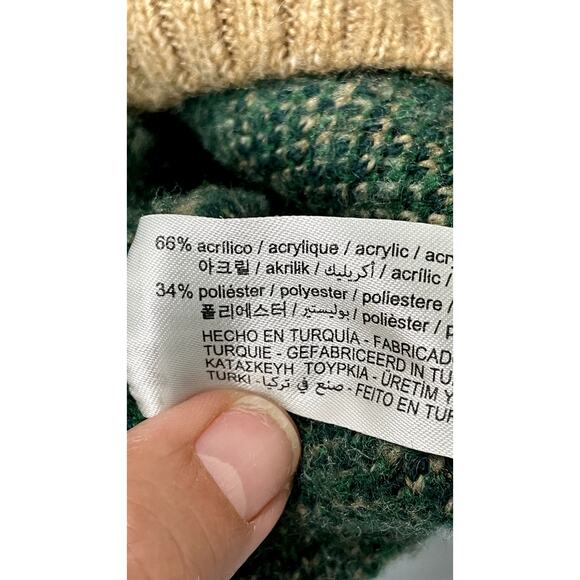 66% acrílico / acrylique / acrylic / acry
아크릴 / akrilik / أكريليك / acrílic /
34% poliéster / polyester / poliestere /
폴리에스터 / بوليستير / polièster / p
HECHO EN TURQUÍA - FABRICADO
TURQUIE - GEFABRICEERD IN TU
ΚΑΤΑΣΚΕΥΗ ΤΟΥΡΚΙΑ - ÜRETİM Y
TURKI - صنع في تركيا - FEITO EN TUR